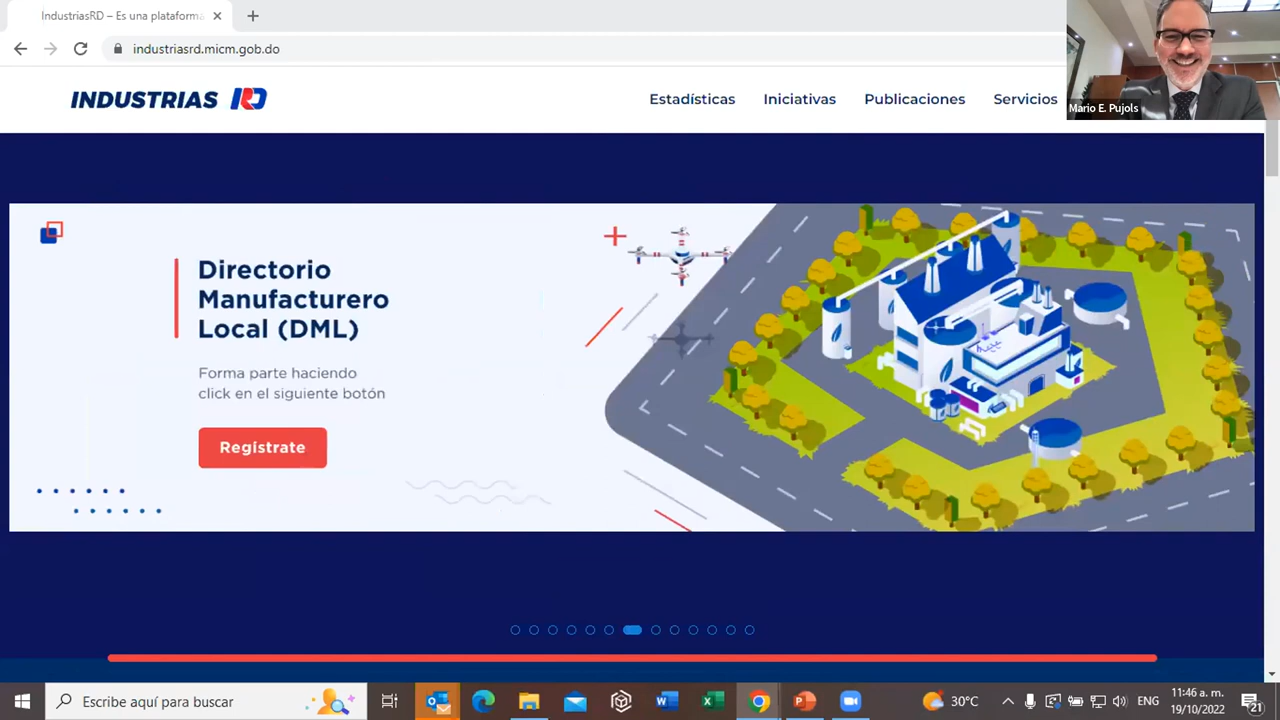 IndustriasRD – Es una plataforma
industriasrd.micm.gob.do
INDUSTRIAS RD
Estadísticas Iniciativas Publicaciones Servicios
Mario E. Pujols
Directorio
Manufacturero
Local (DML)
Forma parte haciendo
click en el siguiente botón
Regístrate
Escribe aquí para buscar
30°C
ENG
11:46 a. m.
19/10/2022
21